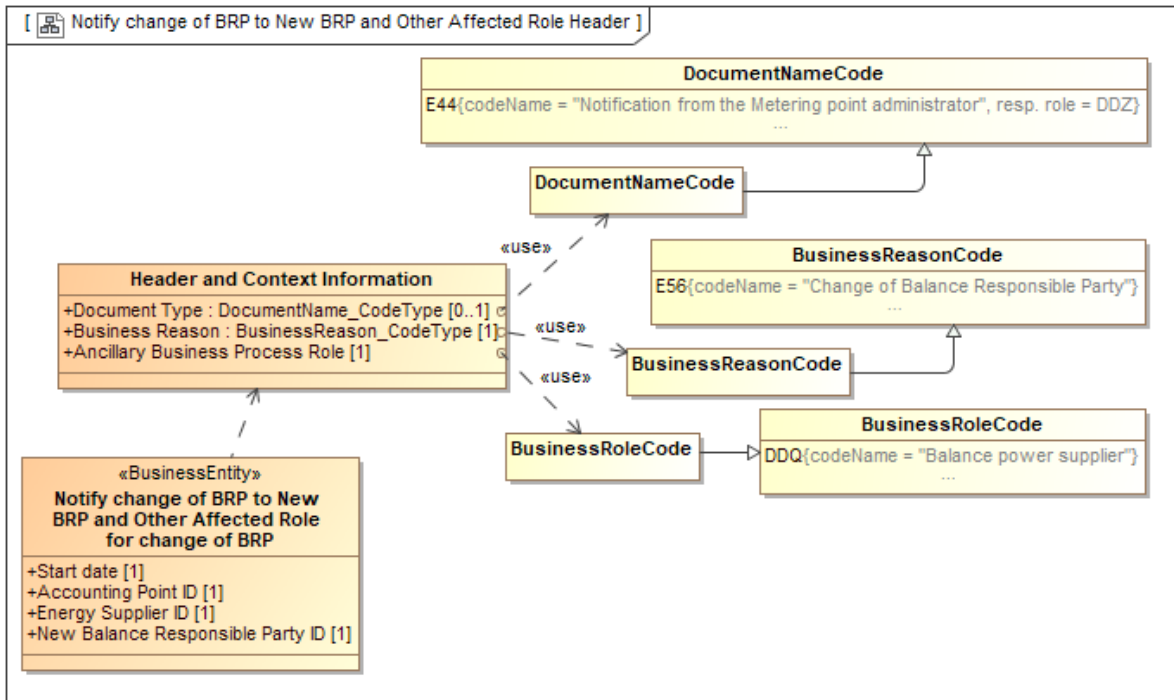 [ Notify change of BRP to New BRP and Other Affected Role Header ]
DocumentNameCode
E44{codeName = "Notification from the Metering point administrator", resp. role = DDZ}
...
DocumentNameCode
«use»
BusinessReasonCode
E56{codeName = "Change of Balance Responsible Party"}
...
Header and Context Information
+Document Type : DocumentName_CodeType [0..1]
+Business Reason : BusinessReason_CodeType [1]
+Ancillary Business Process Role [1]
«use»
BusinessReasonCode
«use»
BusinessRoleCode
BusinessRoleCode
DDQ{codeName = "Balance power supplier"}
...
«BusinessEntity»
Notify change of BRP to New
BRP and Other Affected Role
for change of BRP
+Start date [1]
+Accounting Point ID [1]
+Energy Supplier ID [1]
+New Balance Responsible Party ID [1]